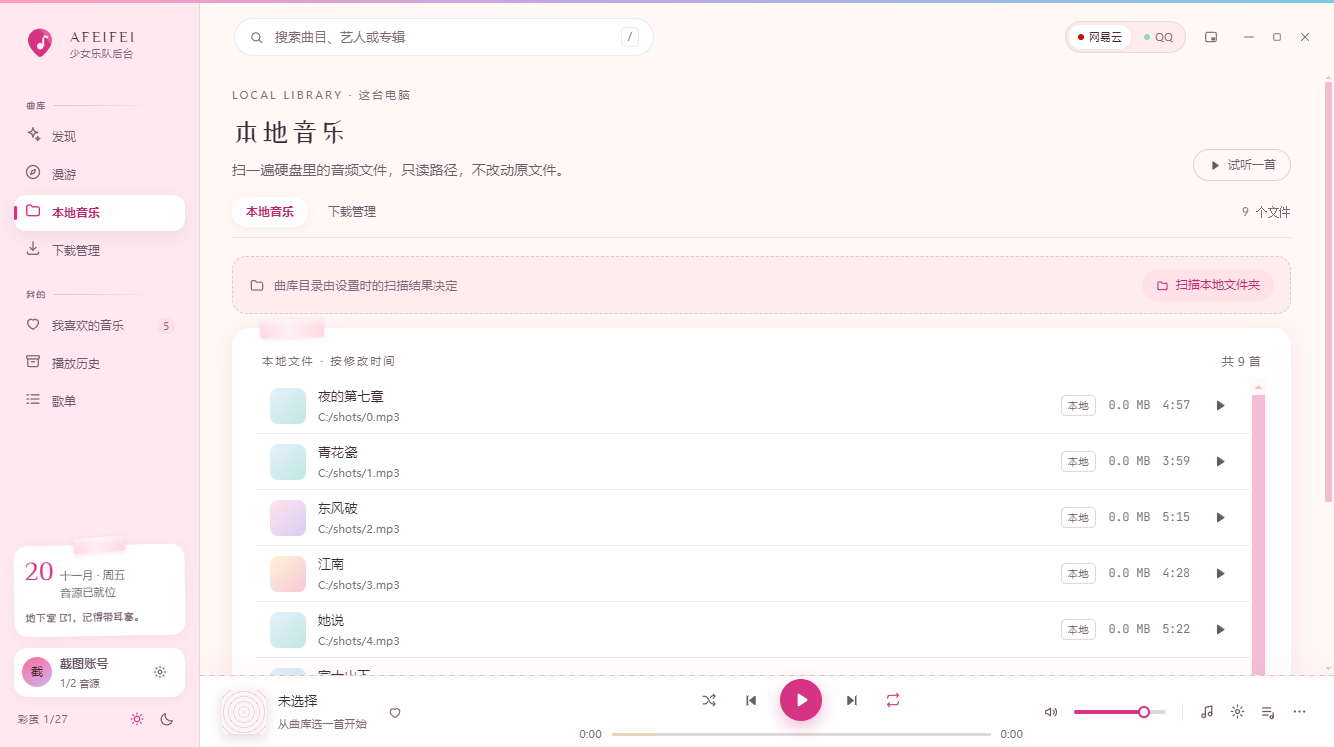 AFEIFEI
少女乐队后台
搜索曲目、艺人或专辑
/
网易云
QQ
曲库
发现
漫游
本地音乐
下载管理
我的
我喜欢的音乐
5
播放历史
歌单
20
十一月 · 周五
音源已就位
地下室 B1，记得带耳塞。
截
截图账号
1/2 音源
彩蛋 1/27
LOCAL LIBRARY · 这台电脑
本地音乐
扫一遍硬盘里的音频文件，只读路径，不改动原文件。
试听一首
本地音乐
下载管理
9 个文件
曲库目录由设置时的扫描结果决定
扫描本地文件夹
本地文件 · 按修改时间
共 9 首
夜的第七章
C:/shots/0.mp3
本地
0.0 MB
4:57
青花瓷
C:/shots/1.mp3
本地
0.0 MB
3:59
东风破
C:/shots/2.mp3
本地
0.0 MB
5:15
江南
C:/shots/3.mp3
本地
0.0 MB
4:28
她说
C:/shots/4.mp3
本地
0.0 MB
5:22
未选择
从曲库选一首开始
0:00
0:00